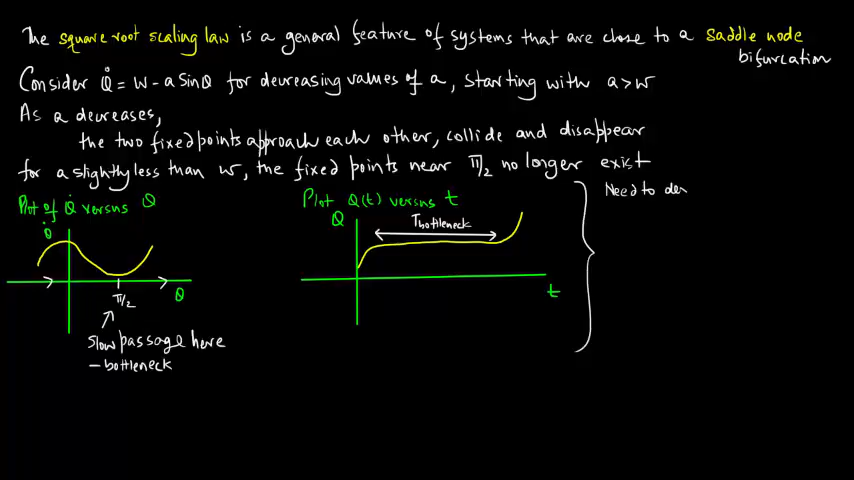 The square root scaling law is a general feature of systems that are close to a saddle node
bifurcation
Consider Q̇ = w - a sinQ for decreasing values of a, starting with a>w
As a decreases,
the two fixed points approach each other, collide and disappear
for a slightly less than w, the fixed points near π/2 no longer exist
Plot of Q̇ versus Q
Q̇
π/2
Q
slow passage here
- bottleneck
Plot Q(t) versus t
Q
Tbottleneck
t
Need to der